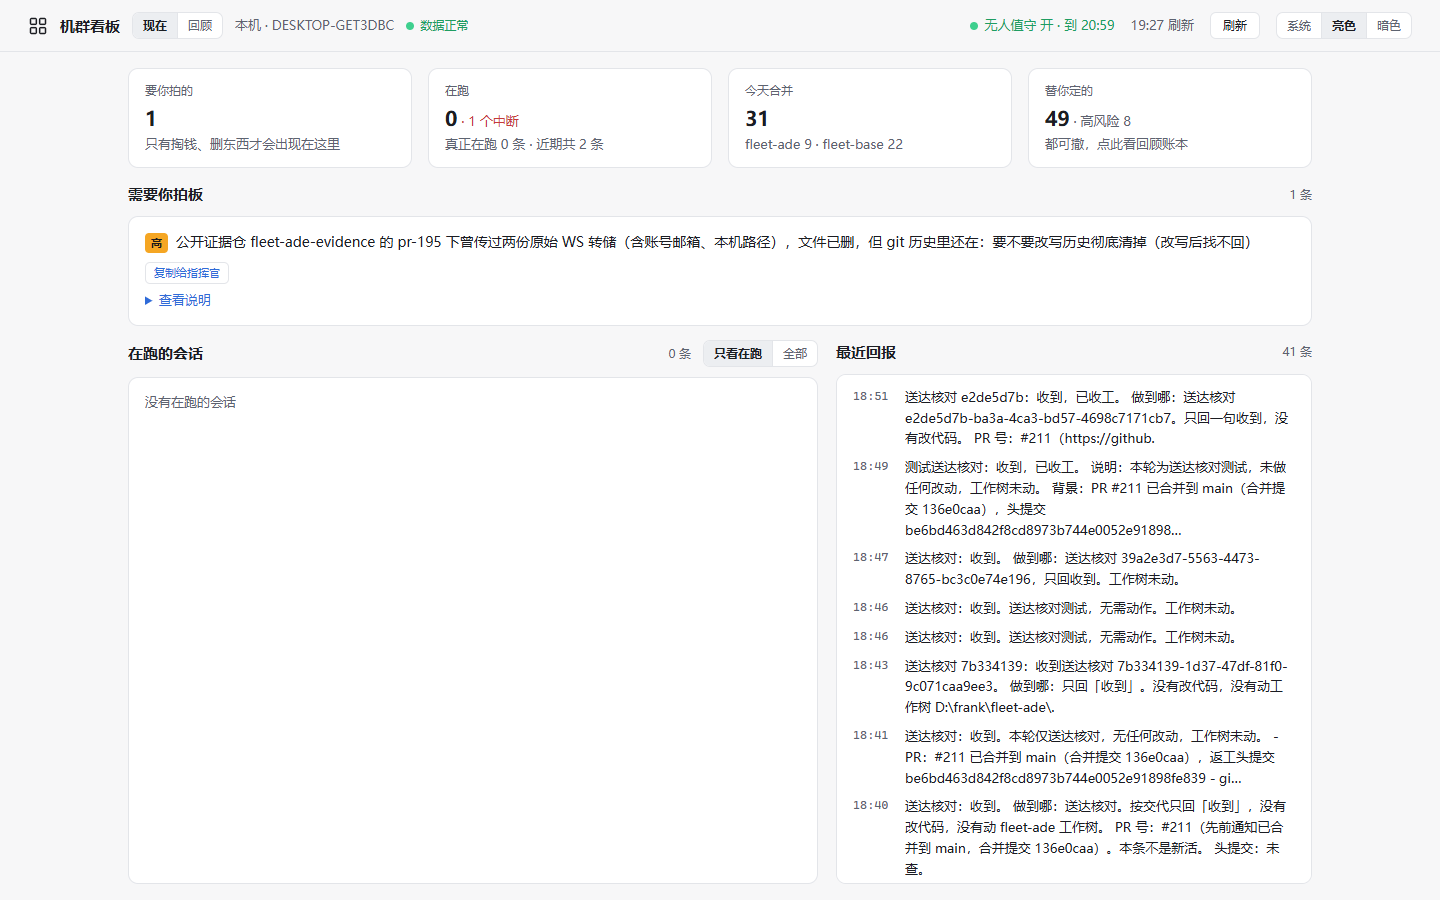 机群看板 现在 回顾 本机 · DESKTOP-GET3DBC 数据正常 无人值守 开 · 到 20:59 19:27 刷新 刷新 系统 亮色 暗色
要你拍的
1
只有掏钱、删东西才会出现在这里
在跑
0 · 1 个中断
真正在跑 0 条 · 近期共 2 条
今天合并
31
fleet-ade 9 · fleet-base 22
替你定的
49 · 高风险 8
都可撤，点此看回顾账本
需要你拍板 1 条
高 公开证据仓 fleet-ade-evidence 的 pr-195 下曾传过两份原始 WS 转储（含账号邮箱、本机路径），文件已删，但 git 历史里还在：要不要改写历史彻底清掉（改写后找不回）
复制给指挥官
查看说明
在跑的会话 0 条 只看在跑 全部
没有在跑的会话
最近回报 41 条
18:51 送达核对 e2de5d7b：收到，已收工。 做到哪：送达核对
e2de5d7b-ba3a-4ca3-bd57-4698c7171cb7。只回一句收到，没
有改代码。 PR 号：#211（https://github.
18:49 测试送达核对：收到，已收工。 说明：本轮为送达核对测试，未做
任何改动，工作树未动。 背景：PR #211 已合并到 main（合并提
交 136e0caa），头提交
be6bd463d842f8cd8973b744e0052e91898...
18:47 送达核对：收到。 做到哪：送达核对 39a2e3d7-5563-4473-
8765-bc3c0e74e196，只回收到。工作树未动。
18:46 送达核对：收到。送达核对测试，无需动作。工作树未动。
18:46 送达核对：收到。送达核对测试，无需动作。工作树未动。
18:43 送达核对 7b334139：收到送达核对 7b334139-1d37-47df-81f0-
9c071caa9ee3。 做到哪：只回「收到」。没有改代码，没有动工
作树 D:\frank\fleet-ade\.
18:41 送达核对：收到。本轮仅送达核对，无任何改动，工作树未动。 -
PR：#211 已合并到 main（合并提交 136e0caa），返工头提交
be6bd463d842f8cd8973b744e0052e91898fe839 - gi...
18:40 送达核对：收到。 做到哪：送达核对。按交代只回「收到」，没有
改代码，没有动 fleet-ade 工作树。 PR 号：#211（先前通知已合
并到 main，合并提交 136e0caa）。本条不是新活。 头提交：未
查。